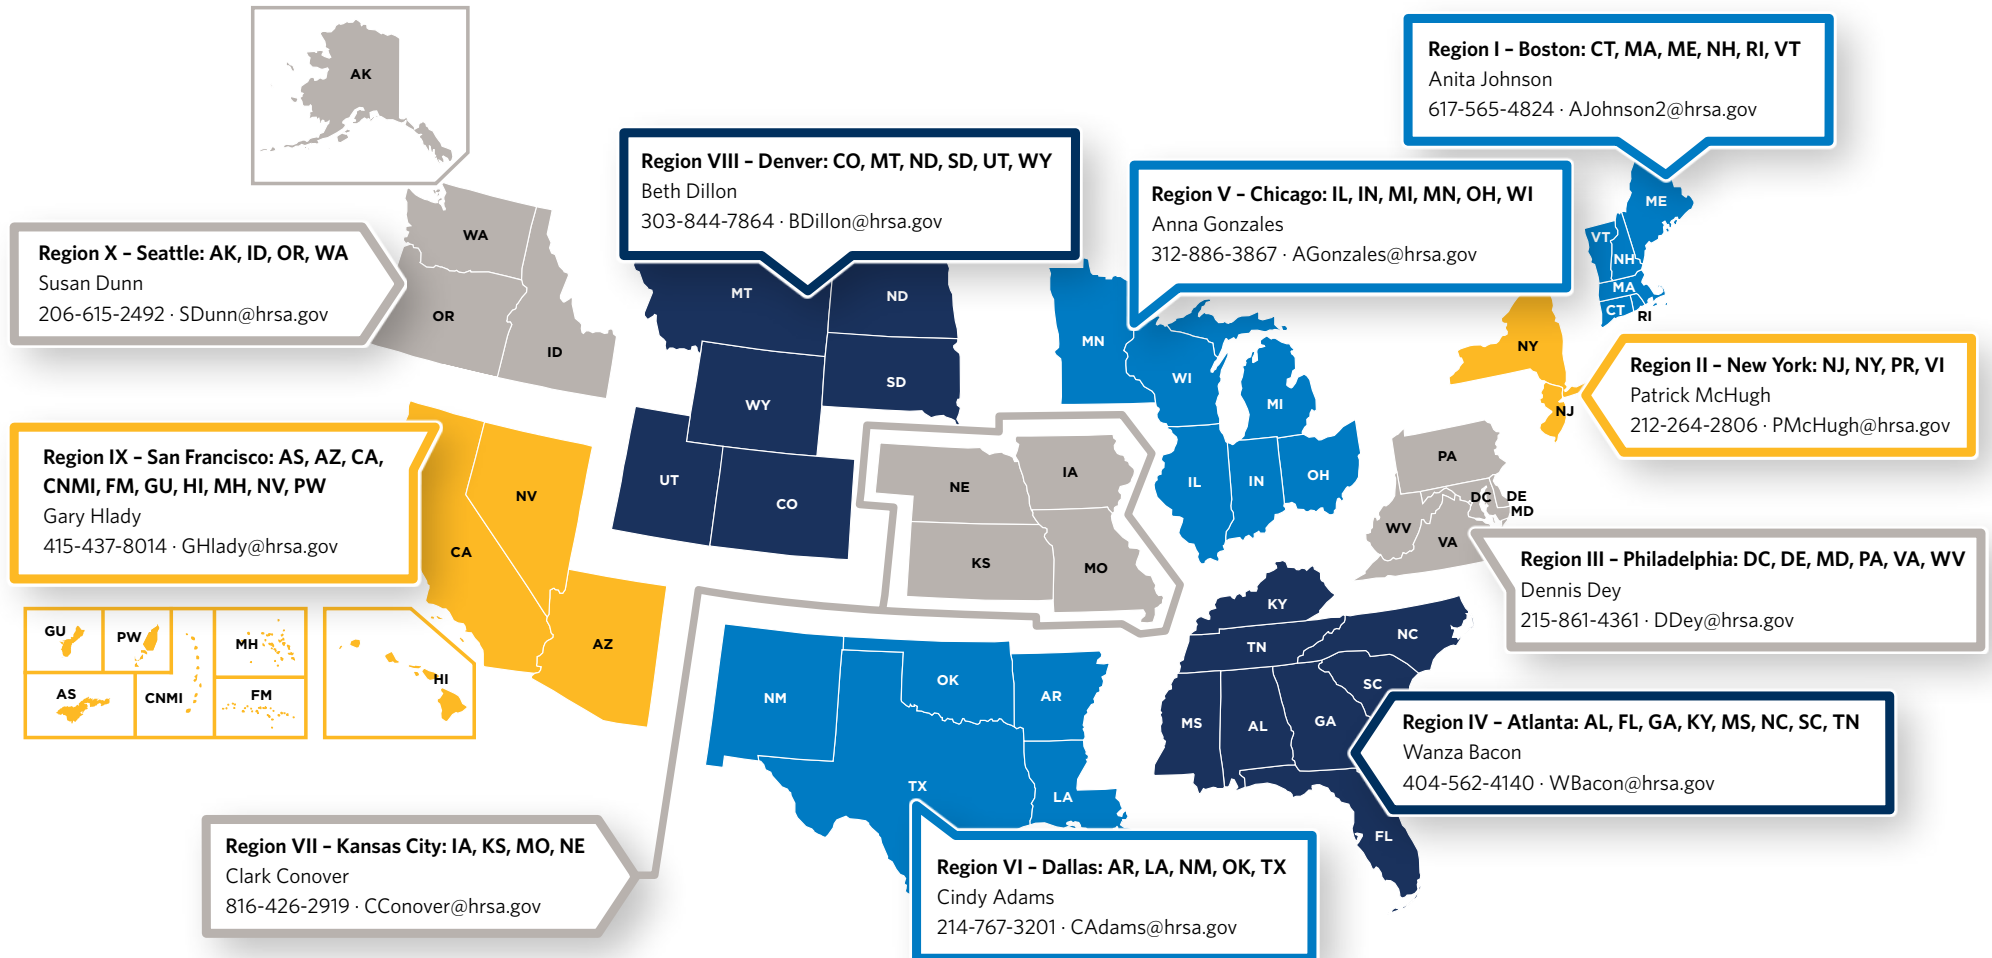 AK
Region I – Boston: CT, MA, ME, NH, RI, VT
Anita Johnson
617-565-4824 · AJohnson2@hrsa.gov
Region VIII – Denver: CO, MT, ND, SD, UT, WY
Beth Dillon
303-844-7864 · BDillon@hrsa.gov
Region V – Chicago: IL, IN, MI, MN, OH, WI
Anna Gonzales
312-886-3867 · AGonzales@hrsa.gov
Region X – Seattle: AK, ID, OR, WA
Susan Dunn
206-615-2492 · SDunn@hrsa.gov
WA
OR
ID
MT
ND
SD
WY
UT
CO
MN
WI
MI
IL
IN
OH
ME
VT
NH
MA
CT
RI
NY
NJ
Region II – New York: NJ, NY, PR, VI
Patrick McHugh
212-264-2806 · PMcHugh@hrsa.gov
Region IX – San Francisco: AS, AZ, CA,
CNMI, FM, GU, HI, MH, NV, PW
Gary Hlady
415-437-8014 · GHlady@hrsa.gov
NV
CA
AZ
NE
IA
KS
MO
PA
DC
DE
MD
WV
VA
Region III – Philadelphia: DC, DE, MD, PA, VA, WV
Dennis Dey
215-861-4361 · DDey@hrsa.gov
GU
PW
MH
AS
CNMI
FM
HI
NM
OK
AR
TX
LA
KY
TN
NC
SC
MS
AL
GA
FL
Region IV – Atlanta: AL, FL, GA, KY, MS, NC, SC, TN
Wanza Bacon
404-562-4140 · WBacon@hrsa.gov
Region VII – Kansas City: IA, KS, MO, NE
Clark Conover
816-426-2919 · CConover@hrsa.gov
Region VI – Dallas: AR, LA, NM, OK, TX
Cindy Adams
214-767-3201 · CAdams@hrsa.gov